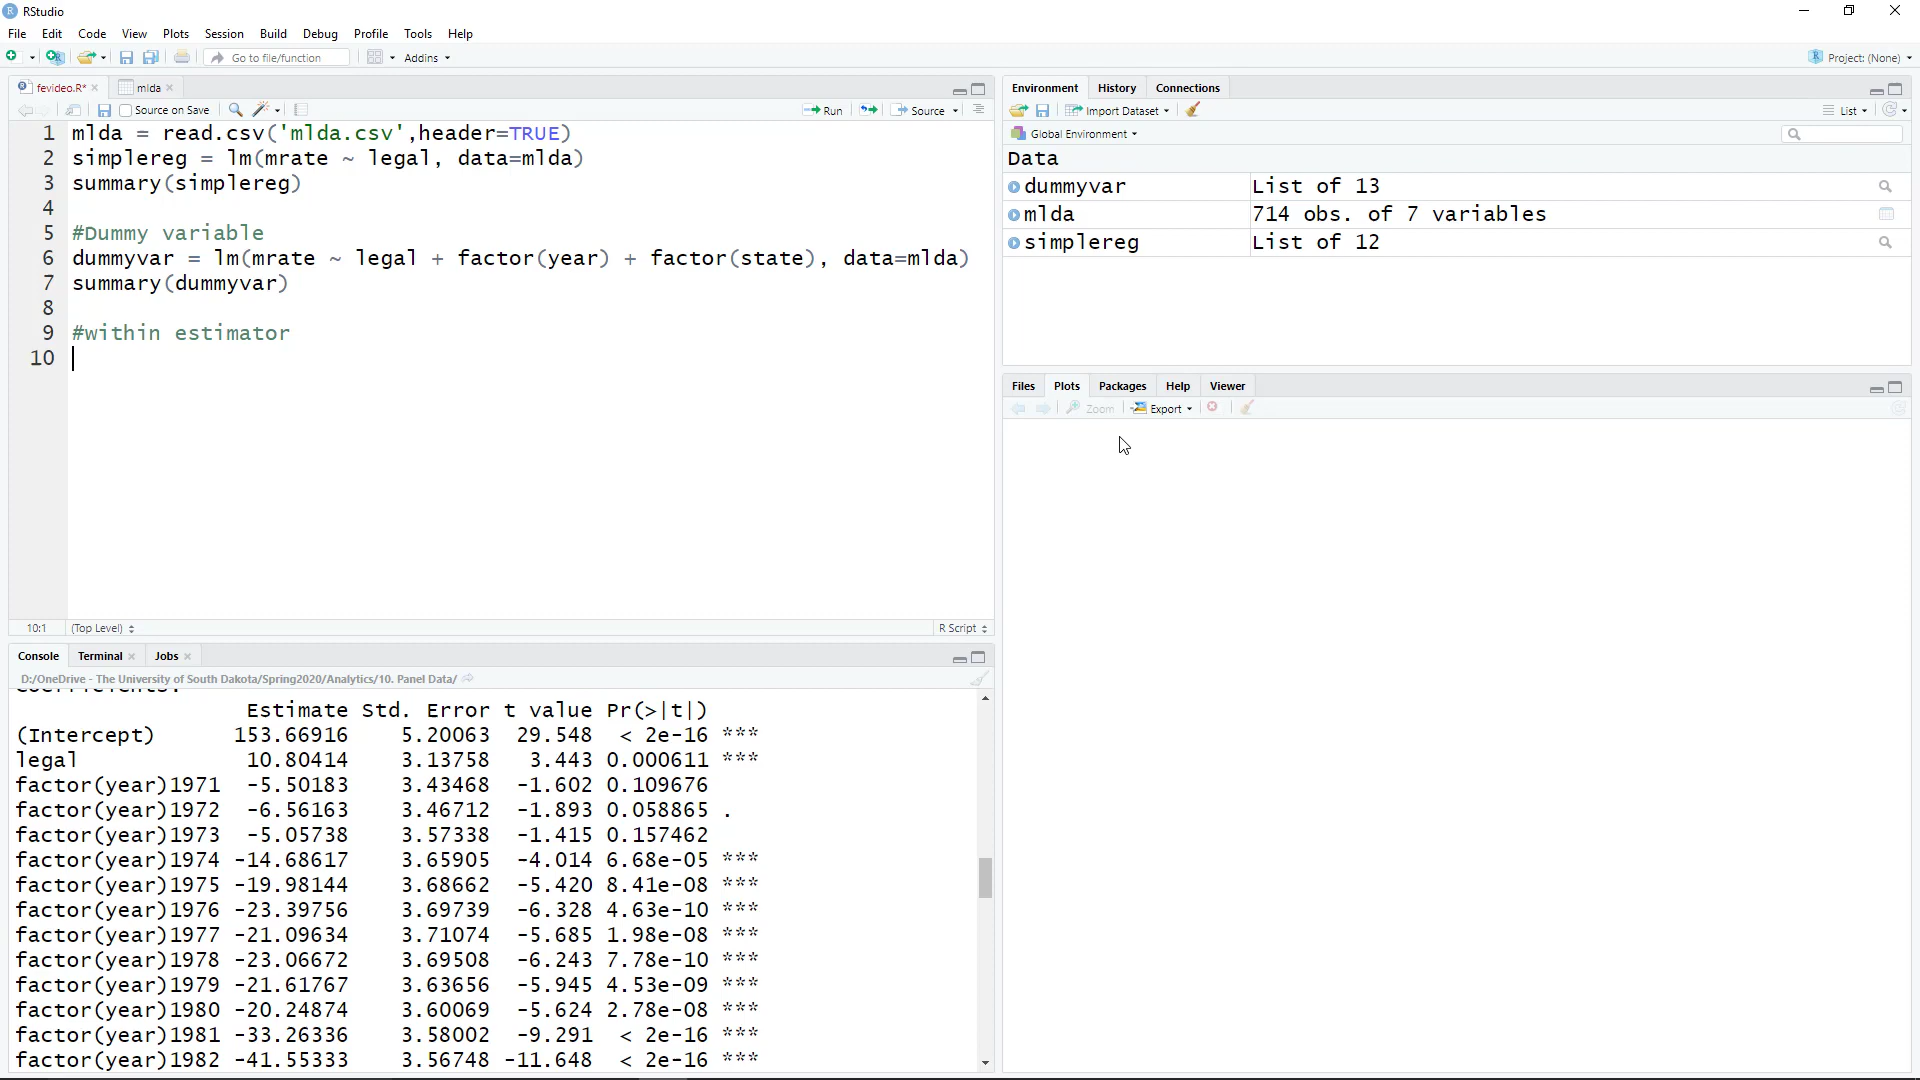 RStudio
File Edit Code View Plots Session Build Debug Profile Tools Help
Go to file/function Addins Project: (None)
fevideo.R* mlda
Source on Save Run Source
1 mlda = read.csv('mlda.csv',header=TRUE)
2 simplereg = lm(mrate ~ legal, data=mlda)
3 summary(simplereg)
4
5 #Dummy variable
6 dummyvar = lm(mrate ~ legal + factor(year) + factor(state), data=mlda)
7 summary(dummyvar)
8
9 #within estimator
10
10:1 (Top Level) R Script
Console Terminal Jobs
D:/OneDrive - The University of South Dakota/Spring2020/Analytics/10. Panel Data/
Coefficients:
Estimate Std. Error t value Pr(>|t|)
(Intercept) 153.66916 5.20063 29.548 < 2e-16 ***
legal 10.80414 3.13758 3.443 0.000611 ***
factor(year)1971 -5.50183 3.43468 -1.602 0.109676
factor(year)1972 -6.56163 3.46712 -1.893 0.058865 .
factor(year)1973 -5.05738 3.57338 -1.415 0.157462
factor(year)1974 -14.68617 3.65905 -4.014 6.68e-05 ***
factor(year)1975 -19.98144 3.68662 -5.420 8.41e-08 ***
factor(year)1976 -23.39756 3.69739 -6.328 4.63e-10 ***
factor(year)1977 -21.09634 3.71074 -5.685 1.98e-08 ***
factor(year)1978 -23.06672 3.69508 -6.243 7.78e-10 ***
factor(year)1979 -21.61767 3.63656 -5.945 4.53e-09 ***
factor(year)1980 -20.24874 3.60069 -5.624 2.78e-08 ***
factor(year)1981 -33.26336 3.58002 -9.291 < 2e-16 ***
factor(year)1982 -41.55333 3.56748 -11.648 < 2e-16 ***
Environment History Connections
Import Dataset List
Global Environment
Data
dummyvar List of 13
mlda 714 obs. of 7 variables
simplereg List of 12
Files Plots Packages Help Viewer
Zoom Export